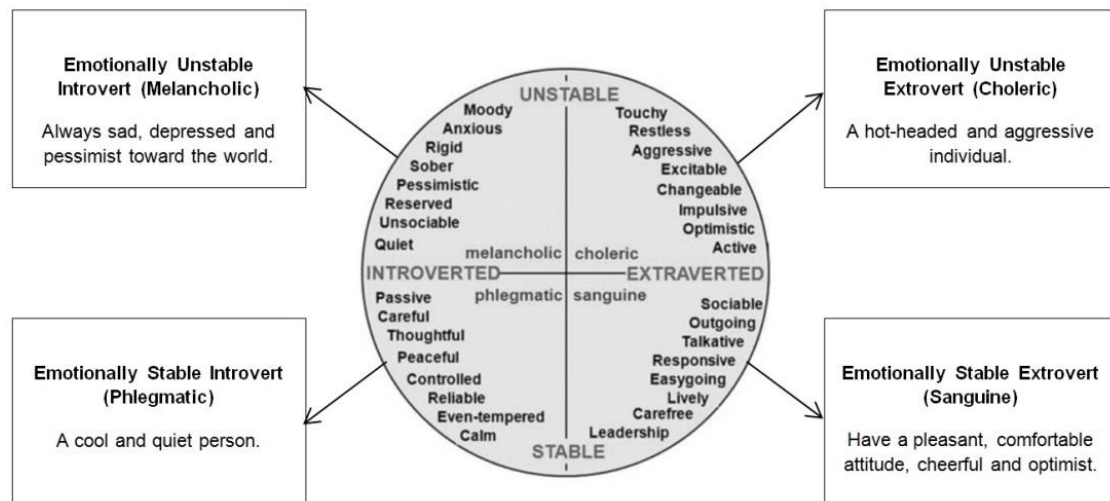 Emotionally Unstable
Introvert (Melancholic)
Always sad, depressed and
pessimist toward the world.
Emotionally Unstable
Extrovert (Choleric)
A hot-headed and aggressive
individual.
UNSTABLE
Moody
Anxious
Rigid
Sober
Pessimistic
Reserved
Unsociable
Quiet
Touchy
Restless
Aggressive
Excitable
Changeable
Impulsive
Optimistic
Active
melancholic
choleric
INTROVERTED
EXTRAVERTED
phlegmatic
sanguine
Passive
Careful
Thoughtful
Peaceful
Controlled
Reliable
Even-tempered
Calm
Sociable
Outgoing
Talkative
Responsive
Easygoing
Lively
Carefree
Leadership
STABLE
Emotionally Stable Introvert
(Phlegmatic)
A cool and quiet person.
Emotionally Stable Extrovert
(Sanguine)
Have a pleasant, comfortable
attitude, cheerful and optimist.